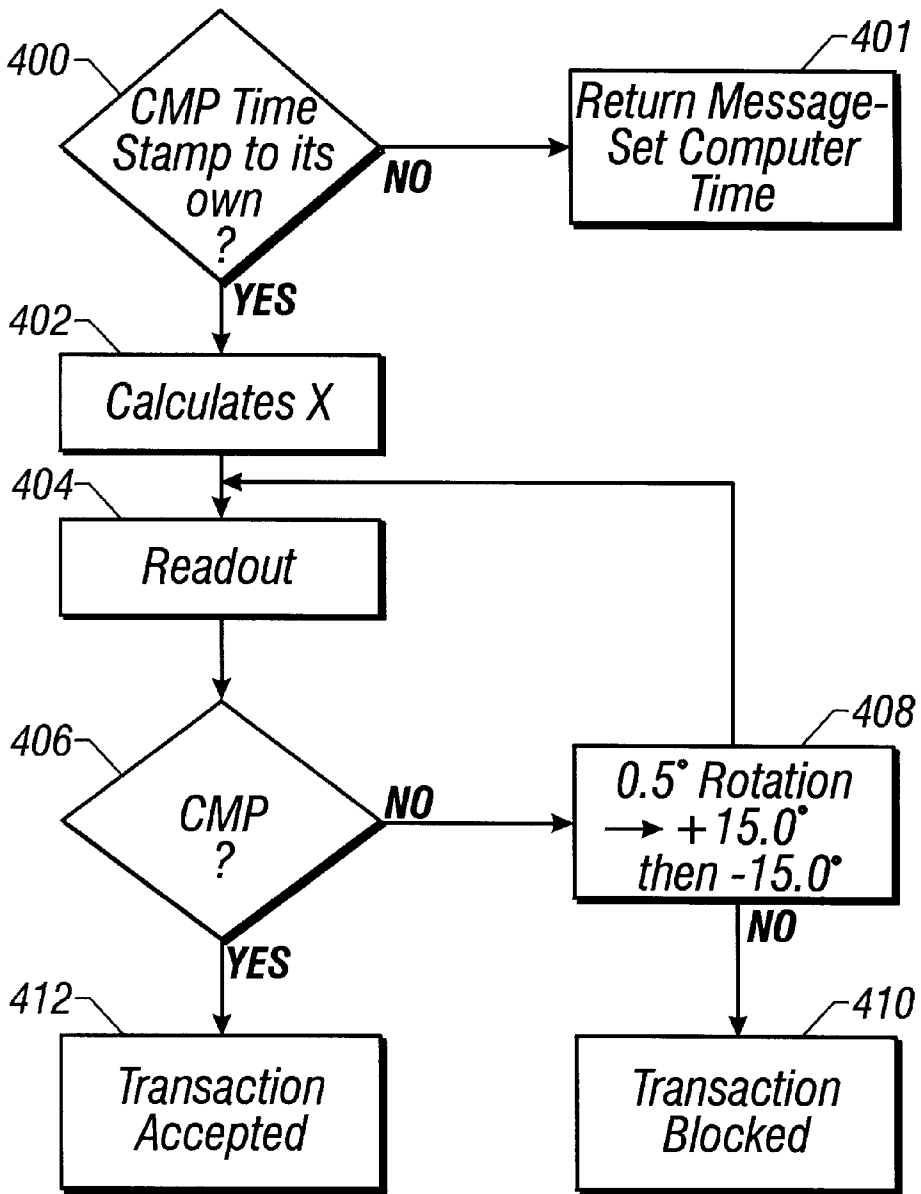 400
CMP Time
Stamp to its
own
?
NO
YES
401
Return Message-
Set Computer
Time
402
Calculates X
404
Readout
406
CMP
?
NO
YES
408
0.5° Rotation
→ +15.0°
then -15.0°
NO
412
Transaction
Accepted
410
Transaction
Blocked